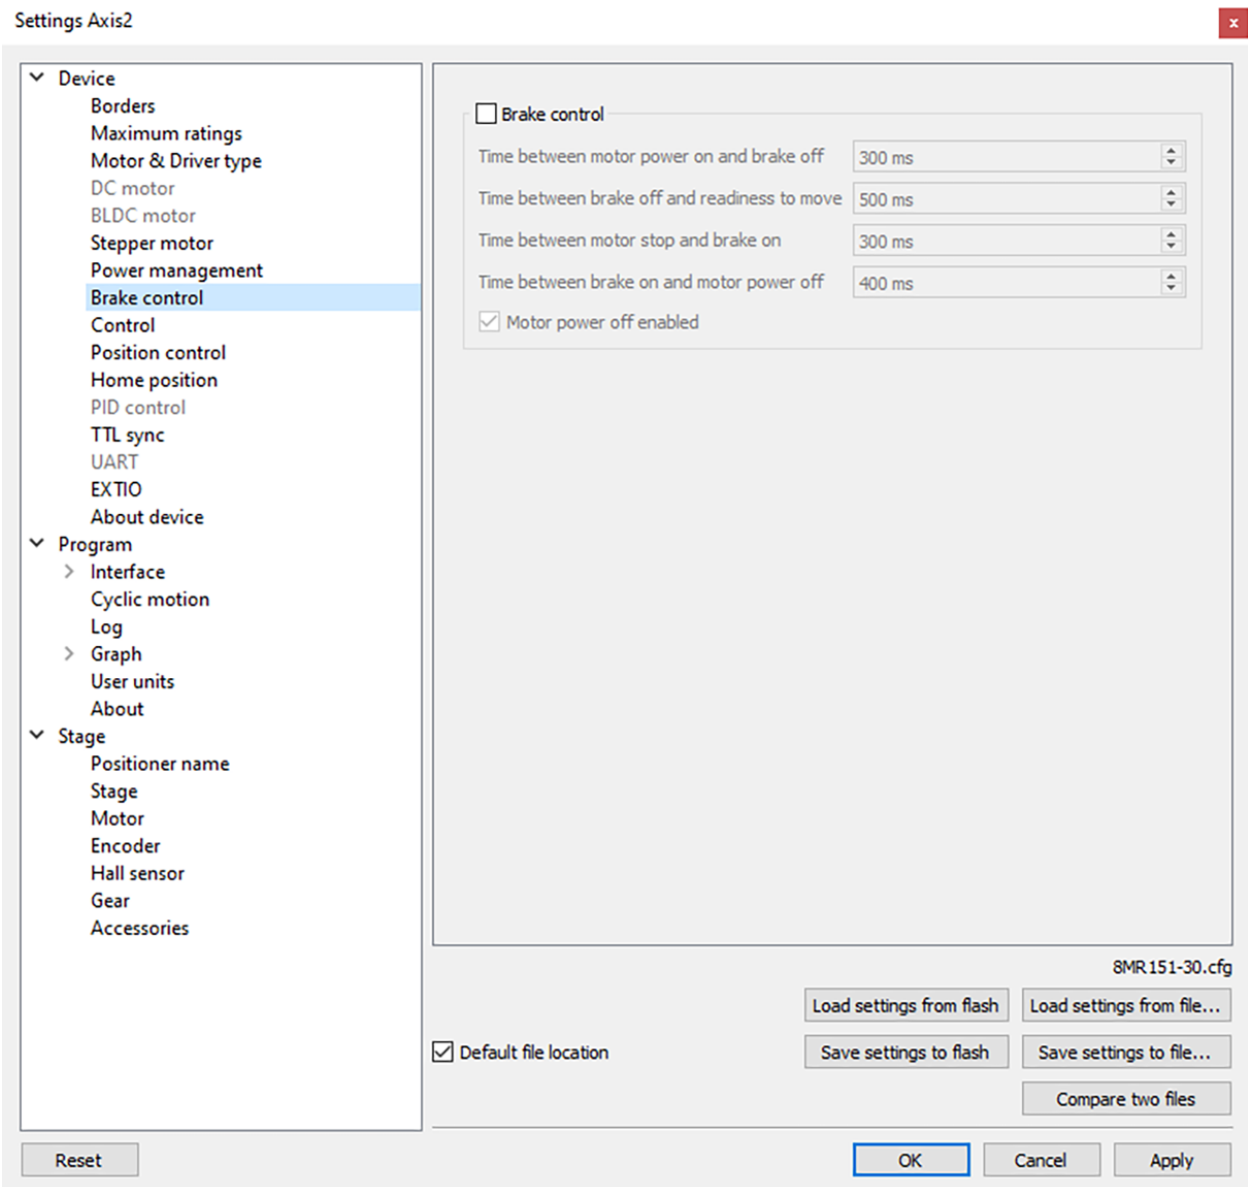 Settings Axis2
x
Device
Borders
Maximum ratings
Motor & Driver type
DC motor
BLDC motor
Stepper motor
Power management
Brake control
Control
Position control
Home position
PID control
TTL sync
UART
EXTIO
About device
Program
Interface
Cyclic motion
Log
Graph
User units
About
Stage
Positioner name
Stage
Motor
Encoder
Hall sensor
Gear
Accessories
Brake control
Time between motor power on and brake off 300 ms
Time between brake off and readiness to move 500 ms
Time between motor stop and brake on 300 ms
Time between brake on and motor power off 400 ms
Motor power off enabled
8MR151-30.cfg
Load settings from flash Load settings from file...
Default file location Save settings to flash Save settings to file...
Compare two files
Reset OK Cancel Apply